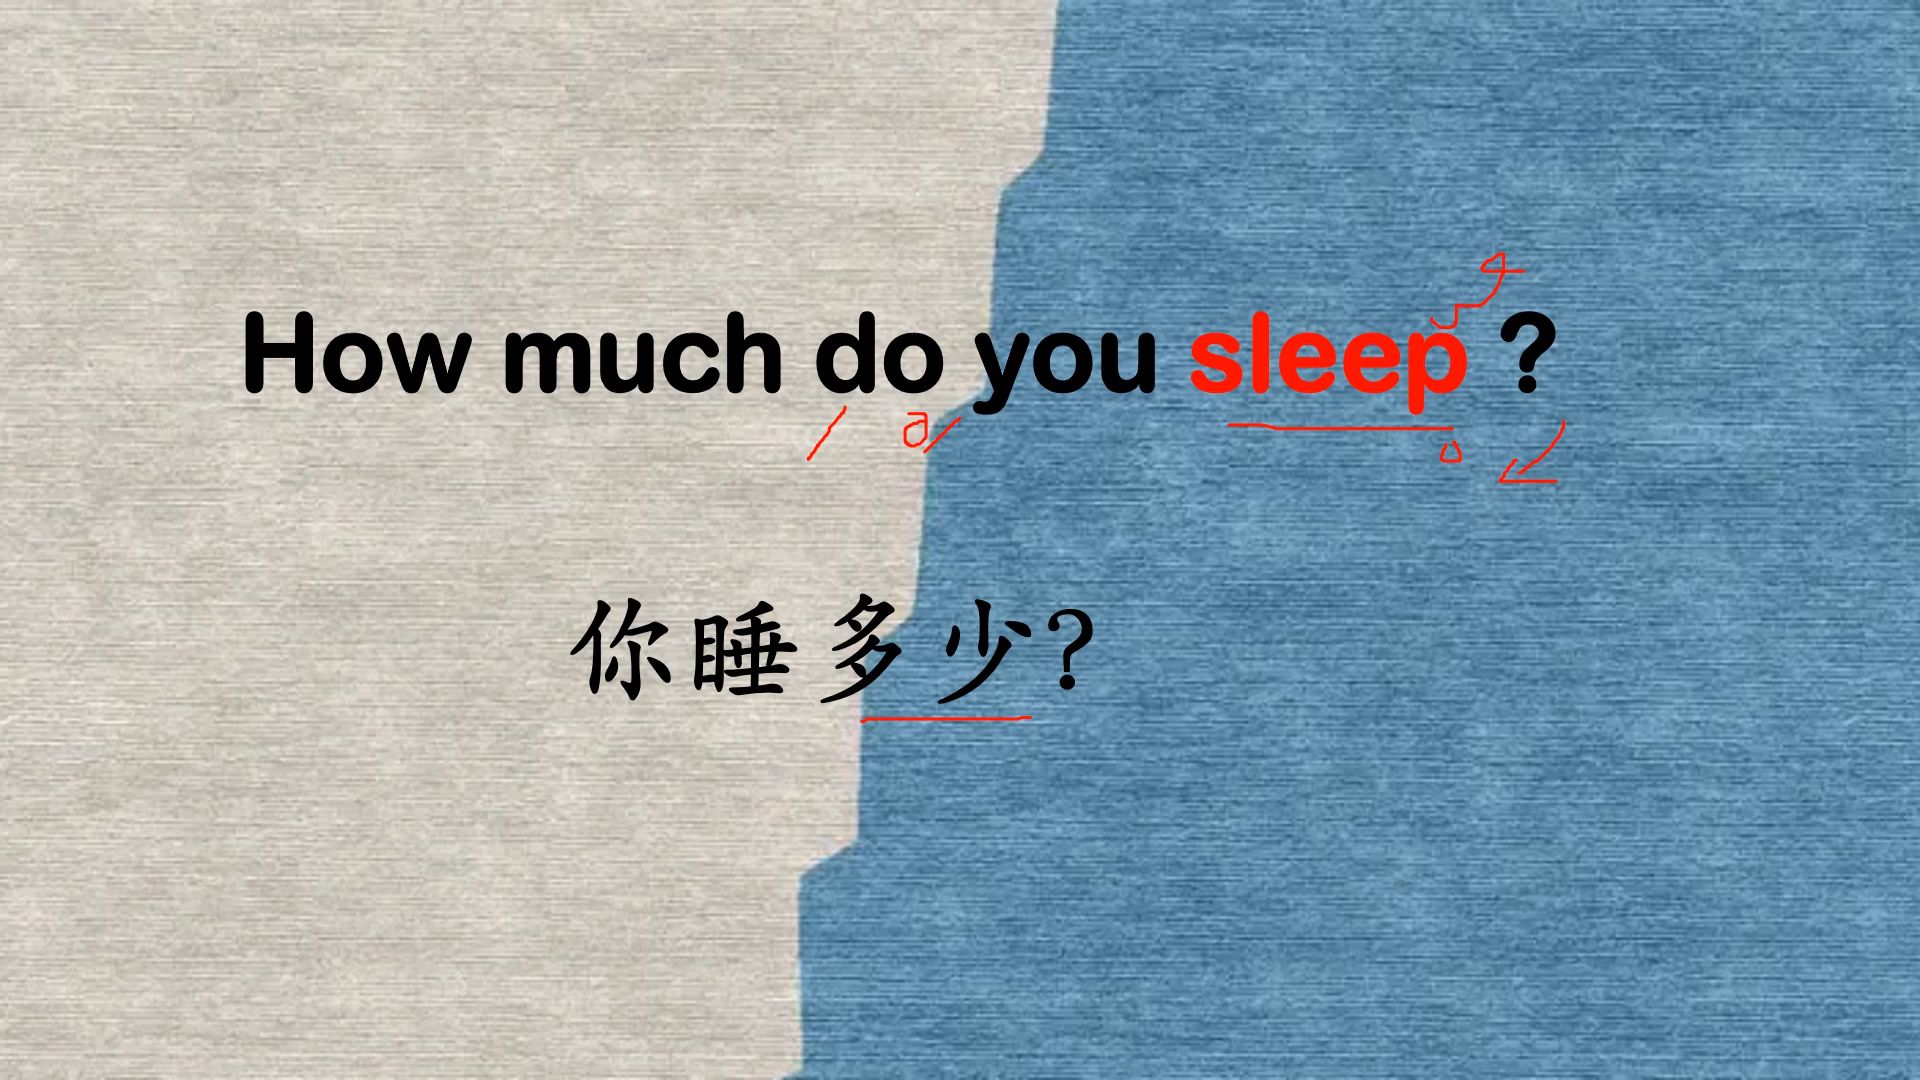 How much do you sleep ?
你睡多少?